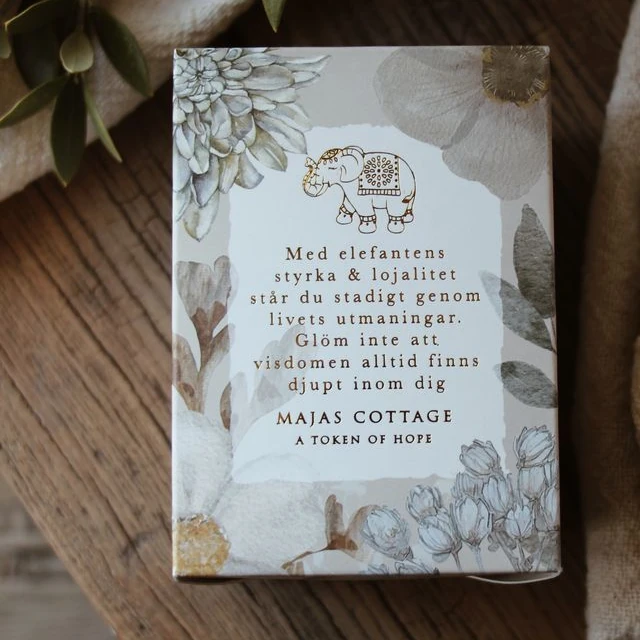 Med elefantens
styrka & lojalitet
står du stadigt genom
livets utmaningar.
Glöm inte att
visdomen alltid finns
djupt inom dig
MAJAS COTTAGE
A TOKEN OF HOPE